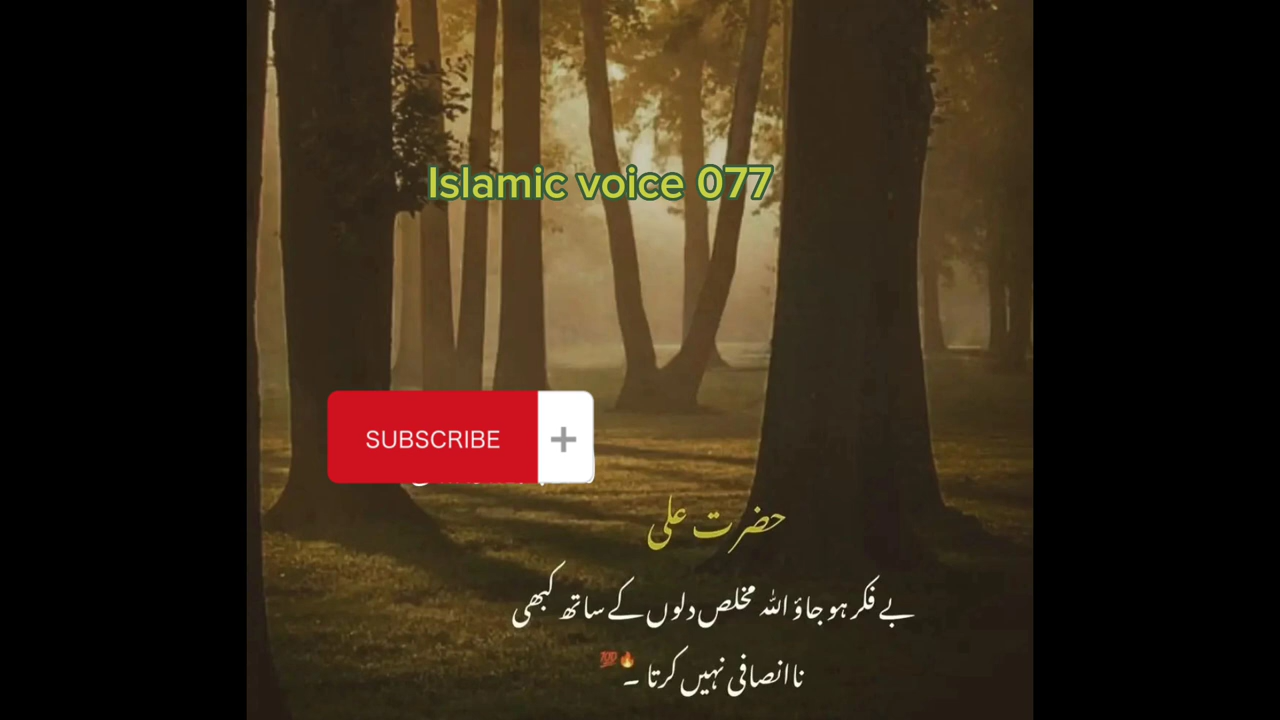 Islamic voice 077
SUBSCRIBE +
حضرت علی
بے فکر ہو جاؤ اللہ مخلص دلوں کے ساتھ کبھی
ناانصافی نہیں کرتا ۔🔥💯